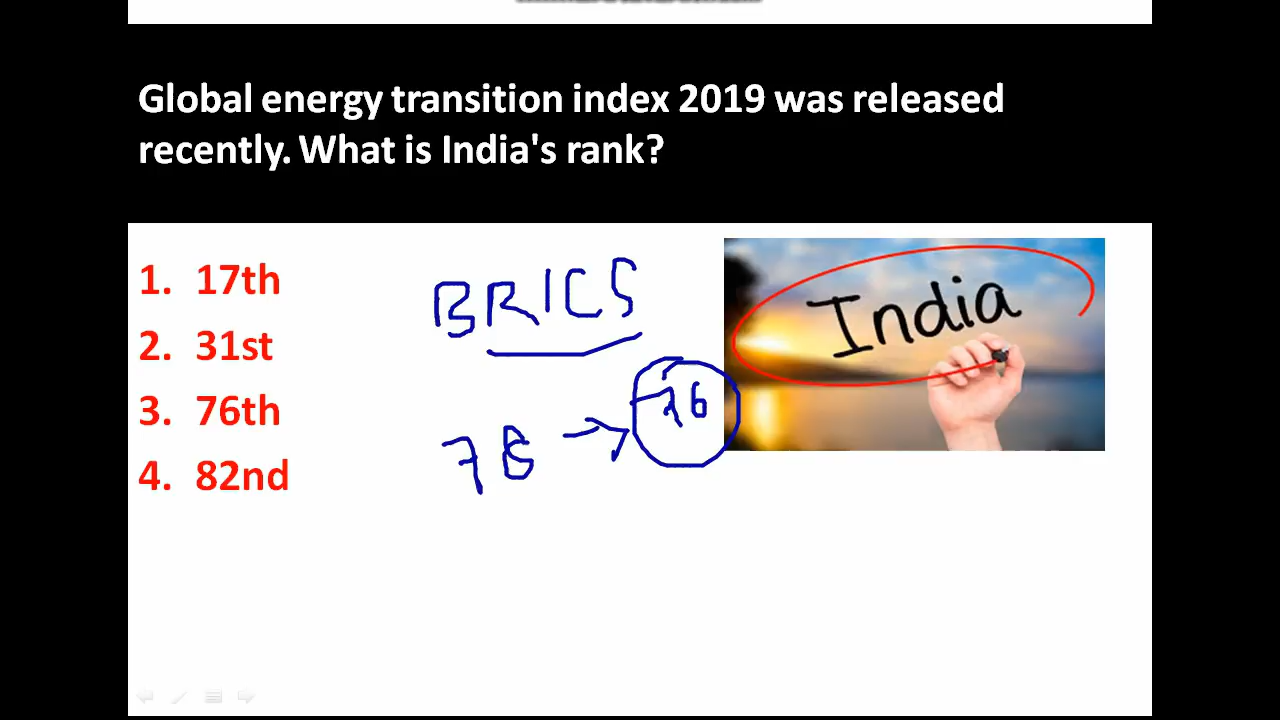 Global energy transition index 2019 was released
recently. What is India's rank?
1. 17th
2. 31st
3. 76th
4. 82nd
BRICS
78 → 76
India